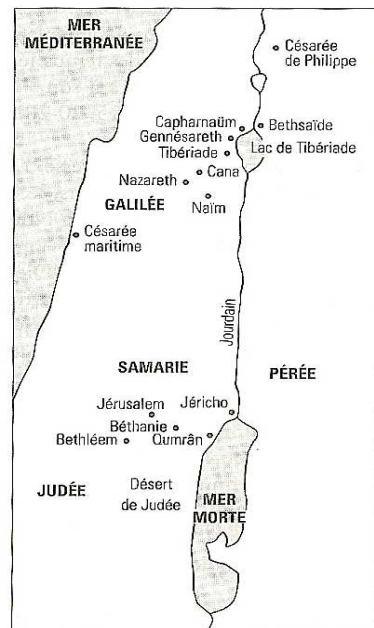 MER
MÉDITERRANÉE
Césarée
de Philippe
Capharnaüm
Bethsaïde
Gennésareth
Tibériade
Lac de Tibériade
Cana
Nazareth
GALILÉE
Naïm
Césarée
maritime
Jourdain
SAMARIE
PÉRÉE
Jérusalem
Jéricho
Béthanie
Bethléem
Qumrân
JUDÉE
Désert
de Judée
MER
MORTE